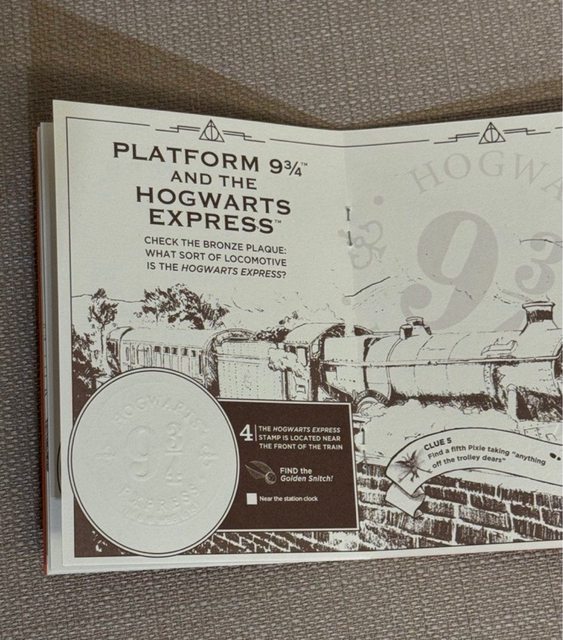 PLATFORM 9¾™
AND THE
HOGWARTS
EXPRESS™
CHECK THE BRONZE PLAQUE:
WHAT SORT OF LOCOMOTIVE
IS THE HOGWARTS EXPRESS?
HOGWA
9¾
HOGWARTS
9¾
4
THE HOGWARTS EXPRESS
STAMP IS LOCATED NEAR
THE FRONT OF THE TRAIN
FIND the
Golden Snitch!
Near the station clock
CLUE 5
Find a fifth Pixie taking "anything
off the trolley dears"